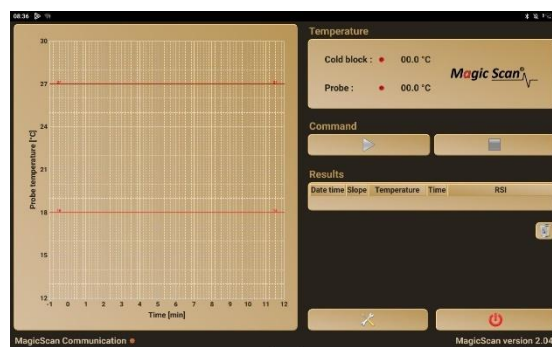 08:36
Temperature
Cold block : 00.0 °C
Probe : 00.0 °C
Magic Scan
Command
Results
Date time Slope Temperature Time RSI
Probe temperature [°C]
30
27
24
21
18
15
12
-1 0 1 2 3 4 5 6 7 8 9 10 11 12
Time [min]
MagicScan Communication
MagicScan version 2.04